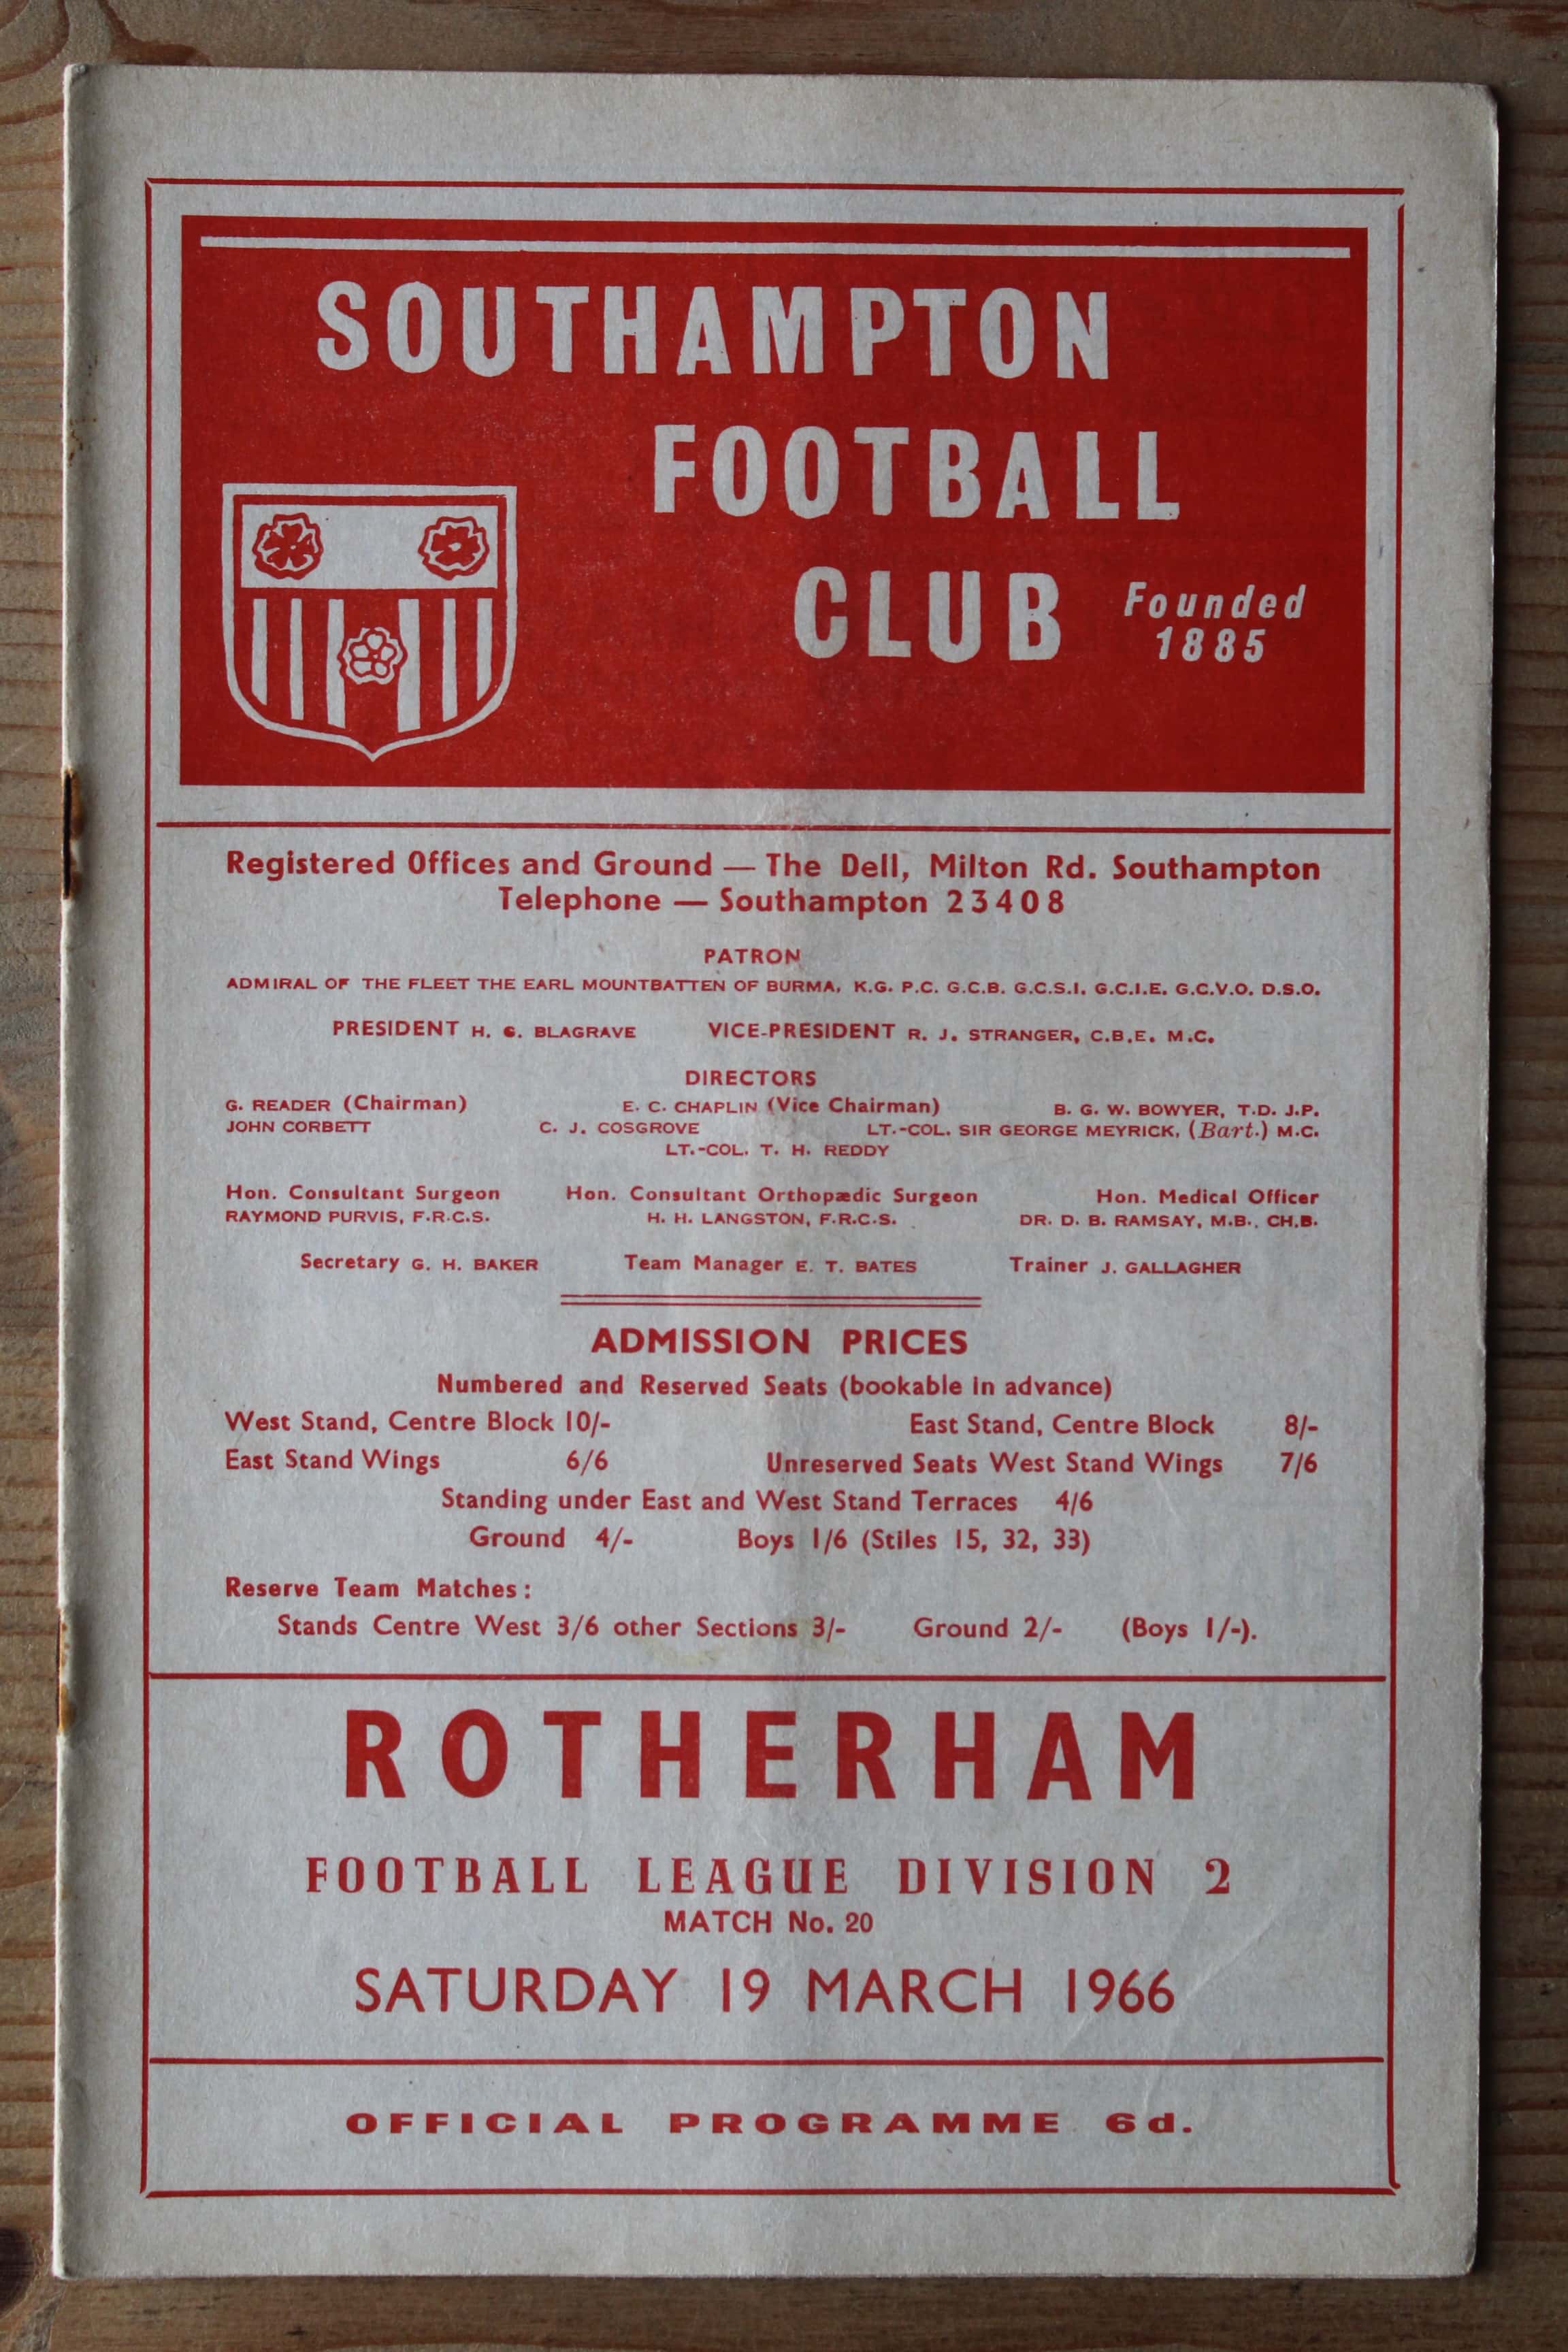 SOUTHAMPTON
FOOTBALL
CLUB Founded
1885
Registered Offices and Ground — The Dell, Milton Rd. Southampton
Telephone — Southampton 23408
PATRON
ADMIRAL OF THE FLEET THE EARL MOUNTBATTEN OF BURMA, K.G. P.C. G.C.B. G.C.S.I. G.C.I.E. G.C.V.O. D.S.O.
PRESIDENT H. S. BLAGRAVE VICE-PRESIDENT R. J. STRANGER, C.B.E. M.C.
DIRECTORS
G. READER (Chairman) E. C. CHAPLIN (Vice Chairman) B. G. W. BOWYER, T.D. J.P.
JOHN CORBETT C. J. COSGROVE LT.-COL. SIR GEORGE MEYRICK, (Bart.) M.C.
LT.-COL. T. H. REDDY
Hon. Consultant Surgeon Hon. Consultant Orthopædic Surgeon Hon. Medical Officer
RAYMOND PURVIS, F.R.C.S. H. H. LANGSTON, F.R.C.S. DR. D. B. RAMSAY, M.B., CH.B.
Secretary G. H. BAKER Team Manager E. T. BATES Trainer J. GALLAGHER
ADMISSION PRICES
Numbered and Reserved Seats (bookable in advance)
West Stand, Centre Block 10/- East Stand, Centre Block 8/-
East Stand Wings 6/6 Unreserved Seats West Stand Wings 7/6
Standing under East and West Stand Terraces 4/6
Ground 4/- Boys 1/6 (Stiles 15, 32, 33)
Reserve Team Matches:
Stands Centre West 3/6 other Sections 3/- Ground 2/- (Boys 1/-).
ROTHERHAM
FOOTBALL LEAGUE DIVISION 2
MATCH No. 20
SATURDAY 19 MARCH 1966
OFFICIAL PROGRAMME 6d.